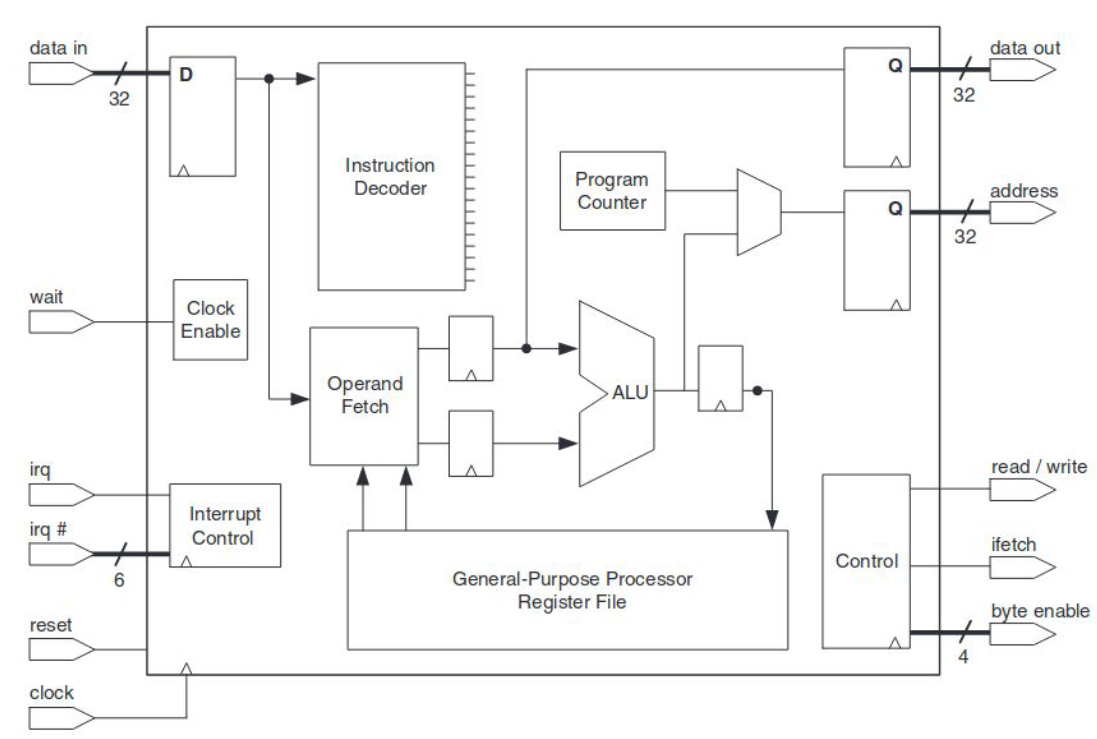 data in
32
D
Instruction
Decoder
Q
data out
32
Program
Counter
Q
address
32
wait
Clock
Enable
Operand
Fetch
ALU
irq
irq #
6
Interrupt
Control
General-Purpose Processor
Register File
Control
read / write
ifetch
byte enable
4
reset
clock